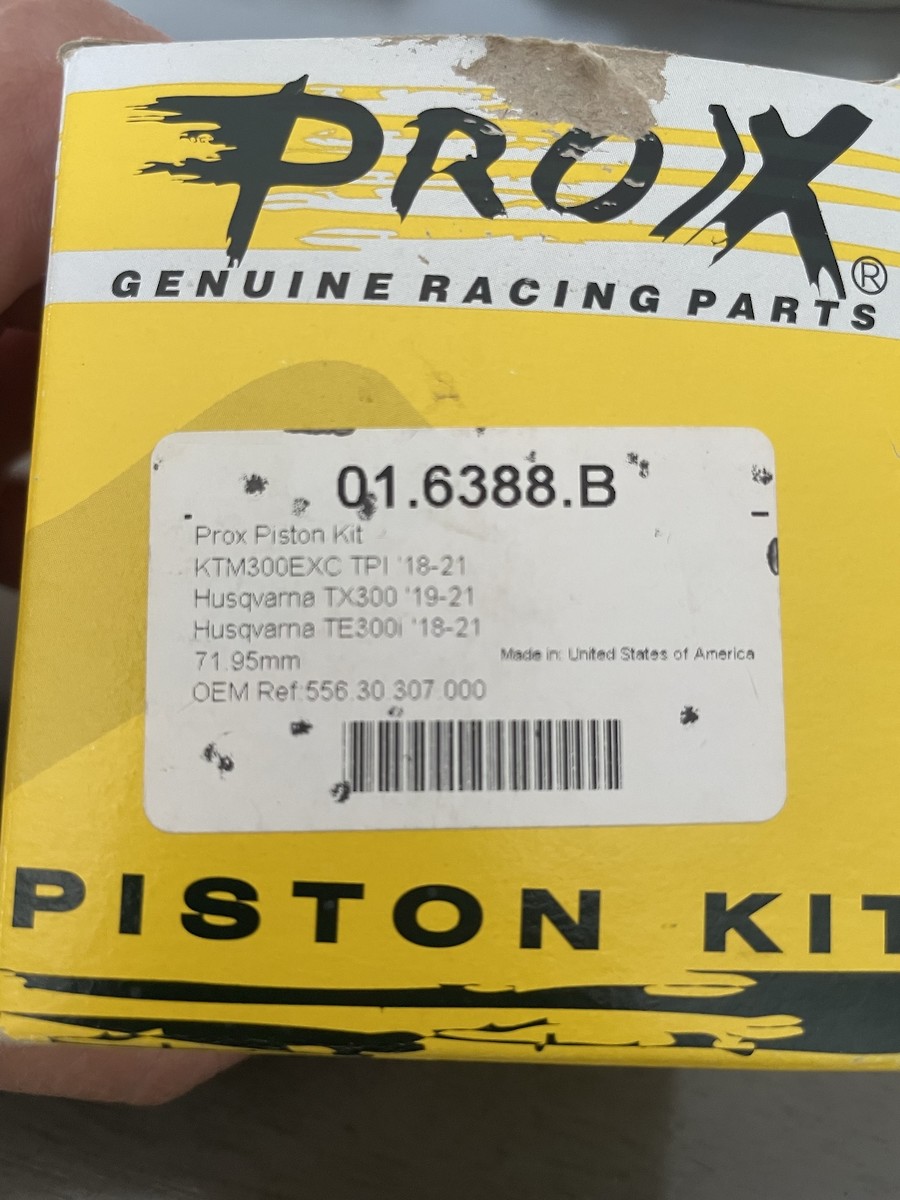 PROX®
GENUINE RACING PARTS
01.6388.B
Prox Piston Kit
KTM300EXC TPI '18-21
Husqvarna TX300 '19-21
Husqvarna TE300i '18-21
71.95mm
Made in: United States of America
OEM Ref:556.30.307.000
PISTON KIT